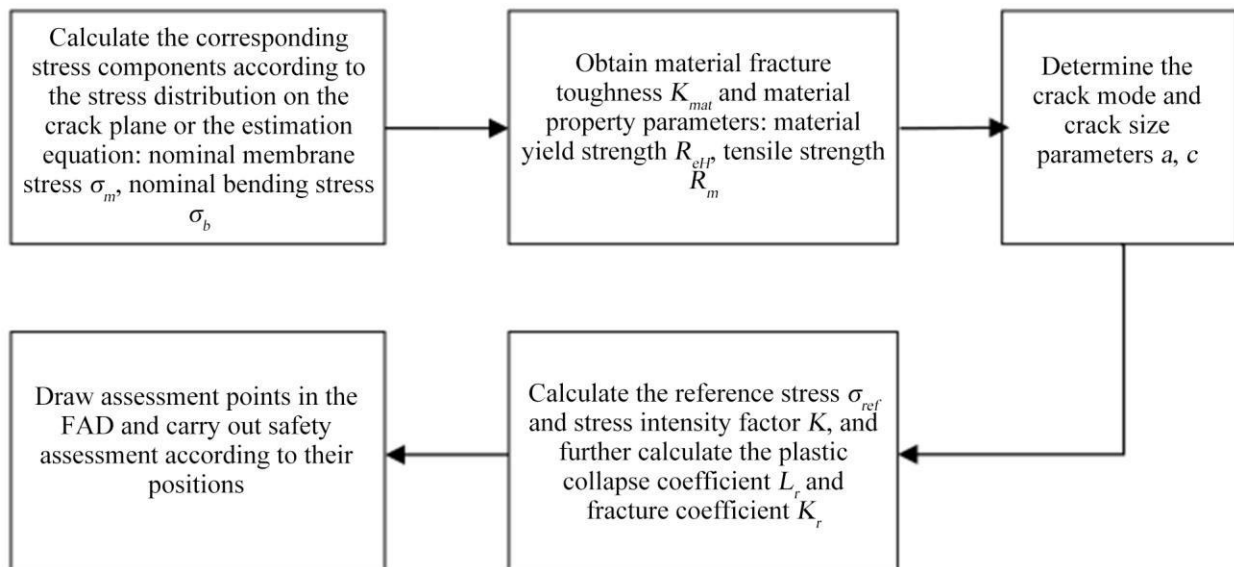 Calculate the corresponding
stress components according to
the stress distribution on the
crack plane or the estimation
equation: nominal membrane
stress σm, nominal bending stress
σb
Obtain material fracture
toughness Kmat and material
property parameters: material
yield strength ReH, tensile strength
Rm
Determine the
crack mode and
crack size
parameters a, c
Calculate the reference stress σref
and stress intensity factor K, and
further calculate the plastic
collapse coefficient Lr and
fracture coefficient Kr
Draw assessment points in the
FAD and carry out safety
assessment according to their
positions